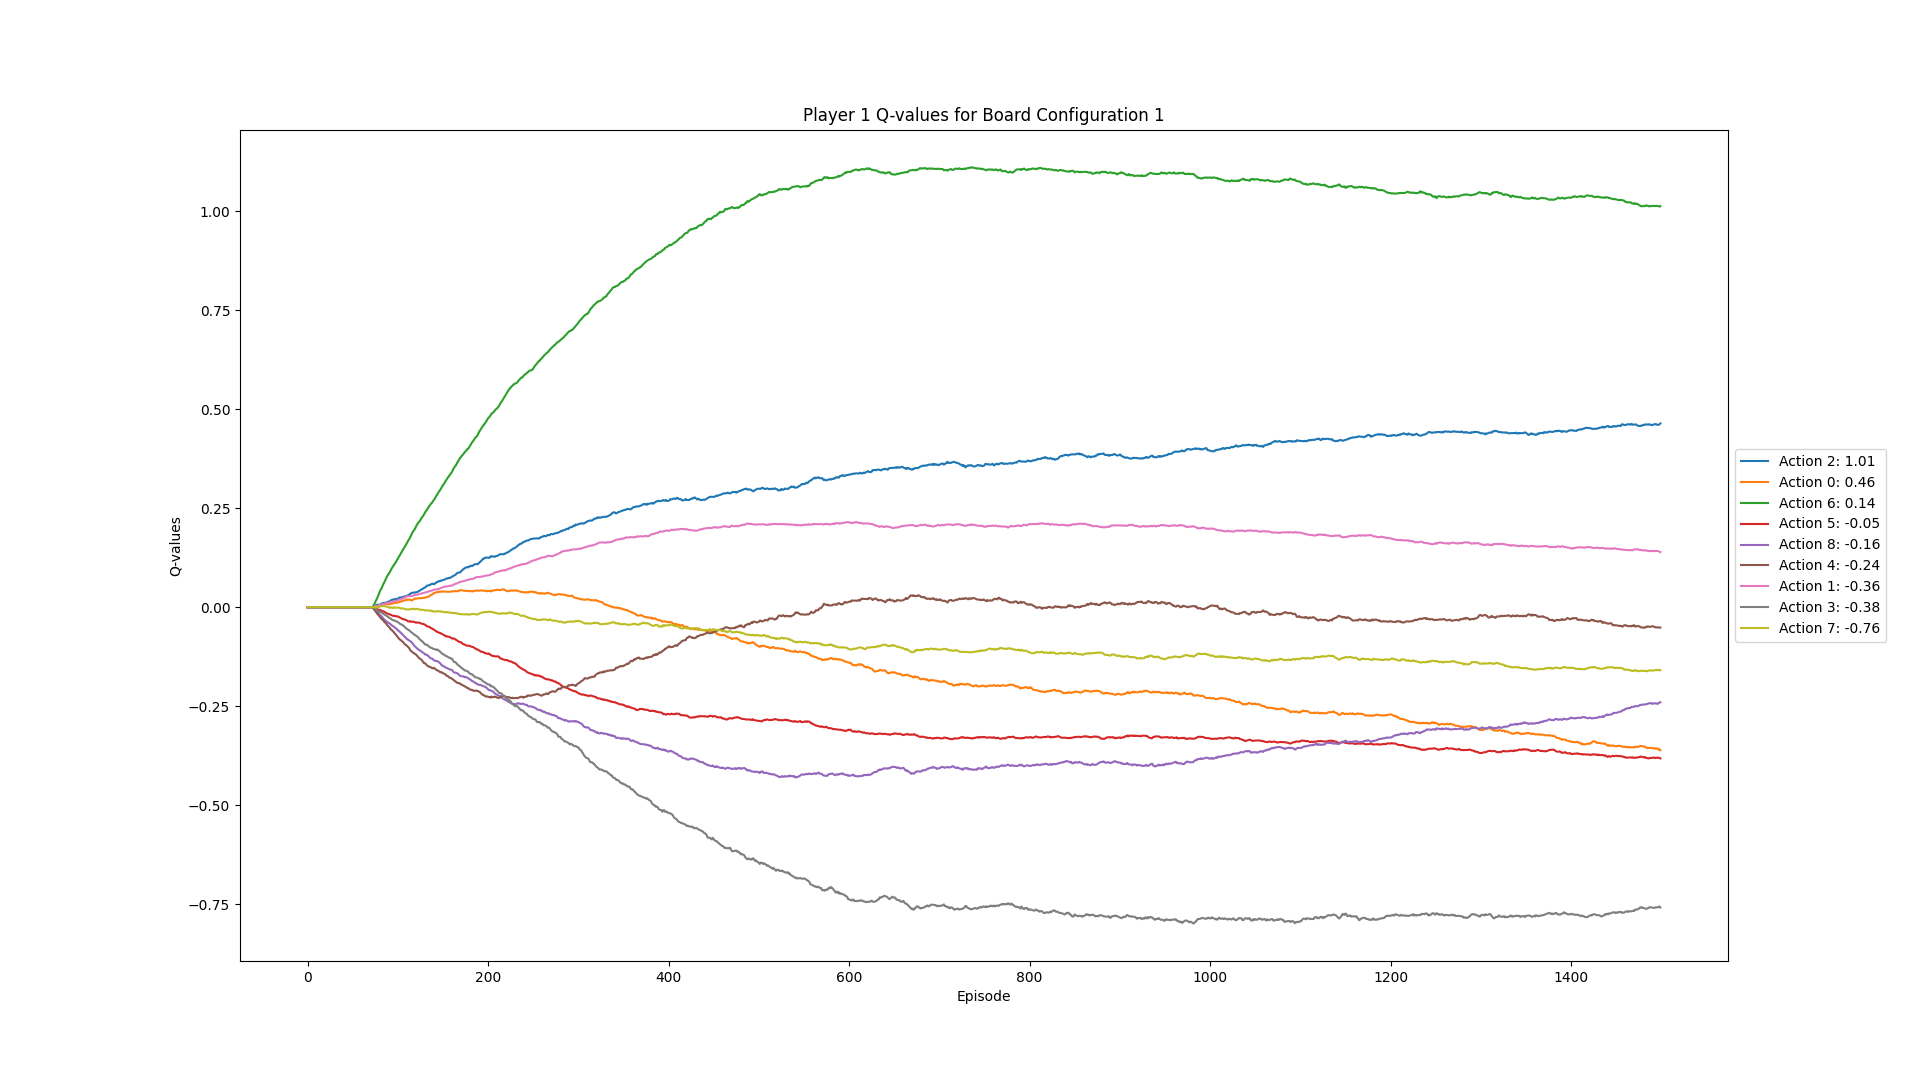 Player 1 Q-values for Board Configuration 1
1.00
0.75
0.50
0.25
0.00
−0.25
−0.50
−0.75
Q-values
0 200 400 600 800 1000 1200 1400
Episode
Action 2: 1.01
Action 0: 0.46
Action 6: 0.14
Action 5: -0.05
Action 8: -0.16
Action 4: -0.24
Action 1: -0.36
Action 3: -0.38
Action 7: -0.76